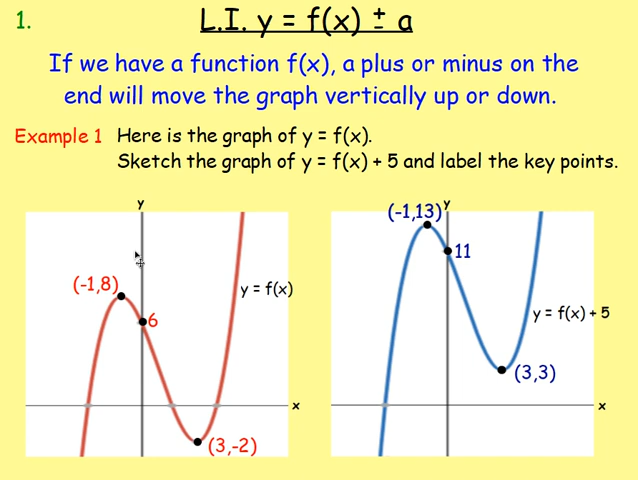 1.
L.I. y = f(x) ± a
If we have a function f(x), a plus or minus on the
end will move the graph vertically up or down.
Example 1 Here is the graph of y = f(x).
Sketch the graph of y = f(x) + 5 and label the key points.
y
(-1,8)
6
y = f(x)
x
(3,-2)
(-1,13)
y
11
y = f(x) + 5
(3,3)
x